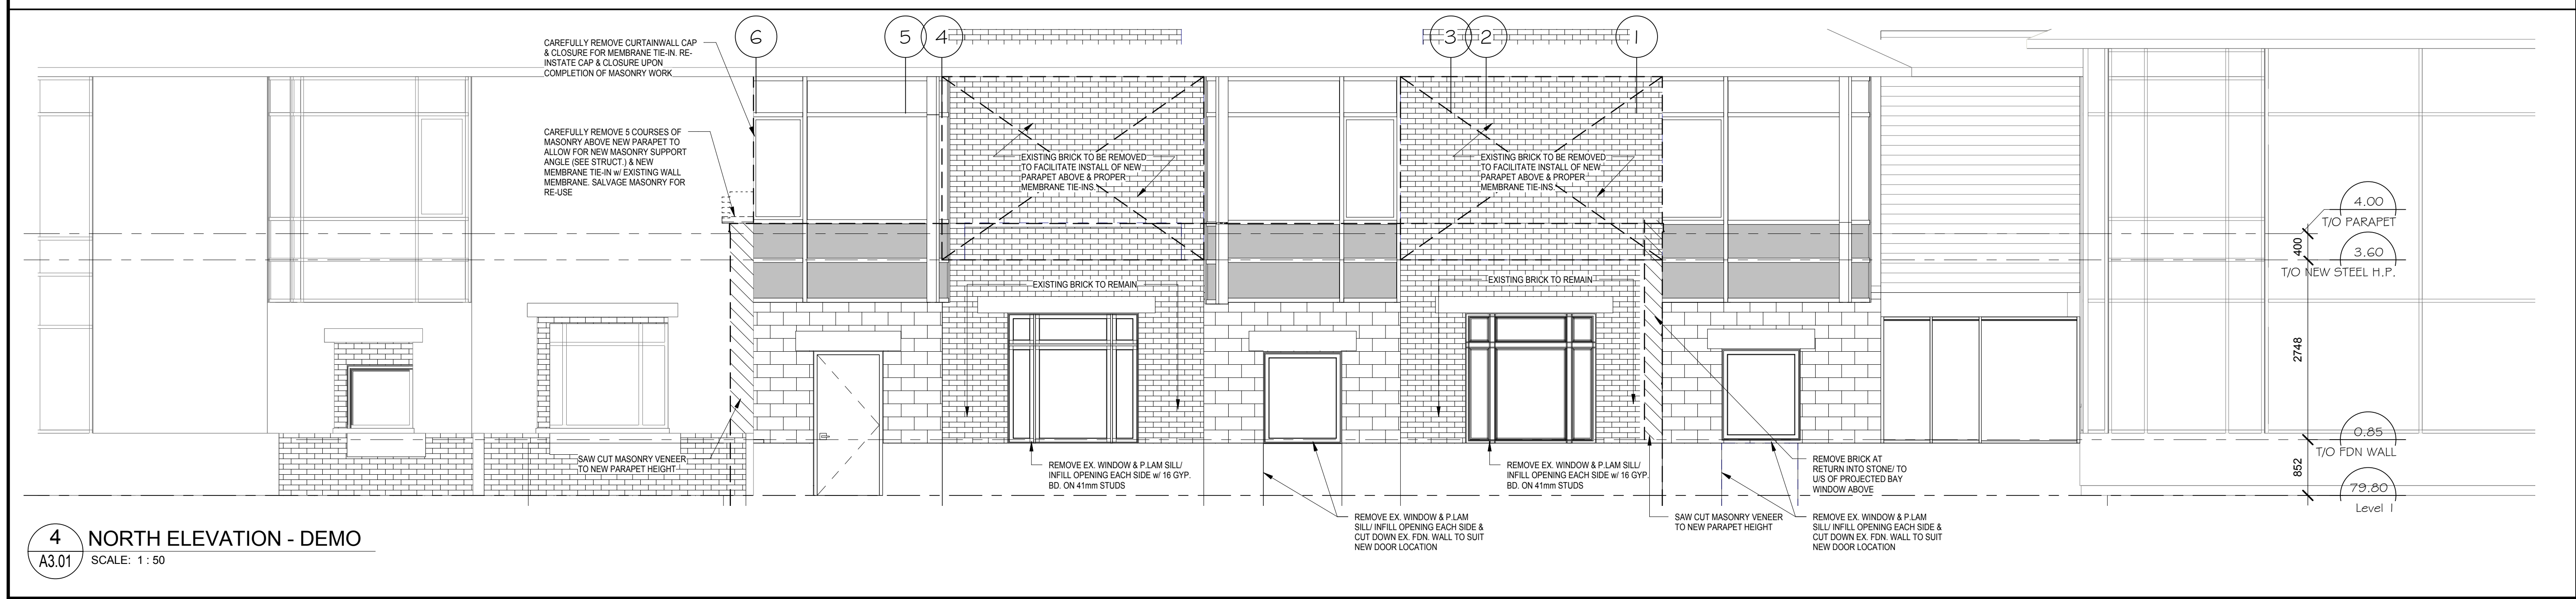 CAREFULLY REMOVE CURTAINWALL CAP
& CLOSURE FOR MEMBRANE TIE-IN. RE-
INSTATE CAP & CLOSURE UPON
COMPLETION OF MASONRY WORK
6
5
4
3
2
1
CAREFULLY REMOVE 5 COURSES OF
MASONRY ABOVE NEW PARAPET TO
ALLOW FOR NEW MASONRY SUPPORT
ANGLE (SEE STRUCT.) & NEW
MEMBRANE TIE-IN w/ EXISTING WALL
MEMBRANE. SALVAGE MASONRY FOR
RE-USE
EXISTING BRICK TO BE REMOVED
TO FACILITATE INSTALL OF NEW
PARAPET ABOVE & PROPER
MEMBRANE TIE-INS.
EXISTING BRICK TO BE REMOVED
TO FACILITATE INSTALL OF NEW
PARAPET ABOVE & PROPER
MEMBRANE TIE-INS.
4.00
T/O PARAPET
400
3.60
T/O NEW STEEL H.P.
EXISTING BRICK TO REMAIN
EXISTING BRICK TO REMAIN
2748
0.85
T/O FDN WALL
852
79.80
Level 1
SAW CUT MASONRY VENEER
TO NEW PARAPET HEIGHT
REMOVE EX. WINDOW & P.LAM SILL/
INFILL OPENING EACH SIDE w/ 16 GYP.
BD. ON 41mm STUDS
REMOVE EX. WINDOW & P.LAM SILL/
INFILL OPENING EACH SIDE w/ 16 GYP.
BD. ON 41mm STUDS
REMOVE BRICK AT
RETURN INTO STONE/ TO
U/S OF PROJECTED BAY
WINDOW ABOVE
REMOVE EX. WINDOW & P.LAM
SILL/ INFILL OPENING EACH SIDE &
CUT DOWN EX. FDN. WALL TO SUIT
NEW DOOR LOCATION
SAW CUT MASONRY VENEER
TO NEW PARAPET HEIGHT
REMOVE EX. WINDOW & P.LAM
SILL/ INFILL OPENING EACH SIDE &
CUT DOWN EX. FDN. WALL TO SUIT
NEW DOOR LOCATION
4
A3.01
NORTH ELEVATION - DEMO
SCALE: 1 : 50